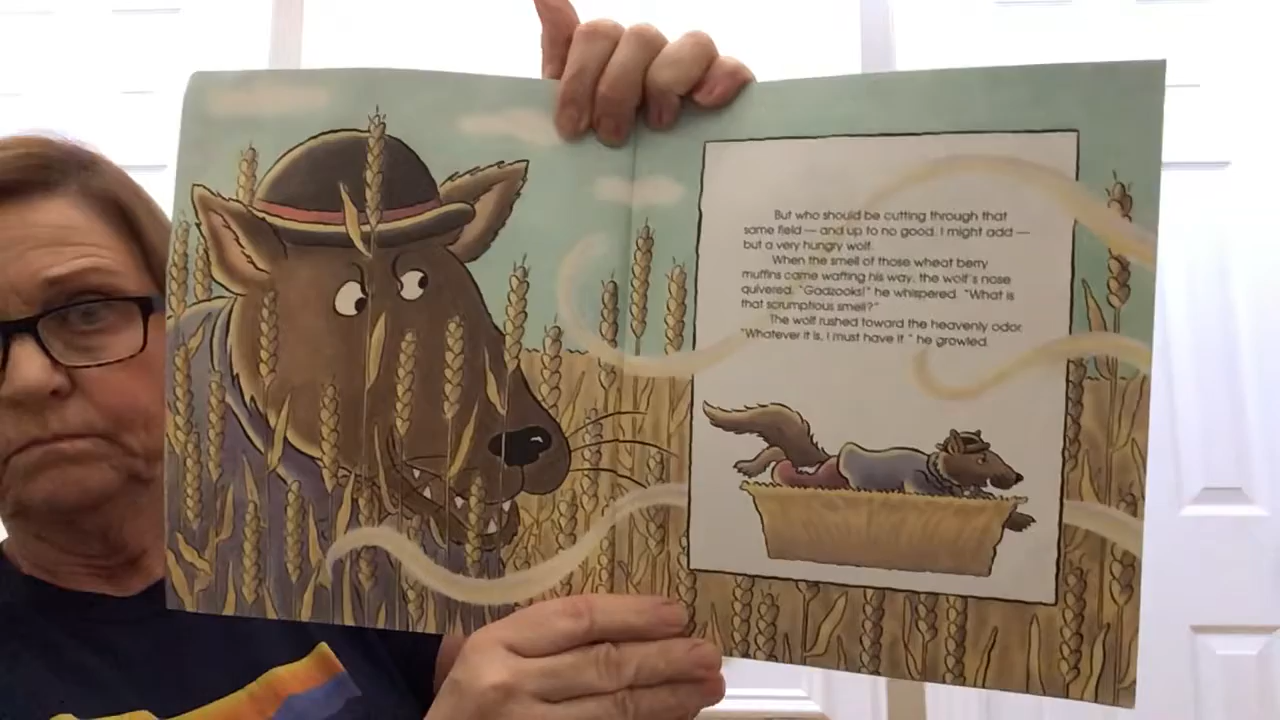 But who should be cutting through that
same field — and up to no good, I might add —
but a very hungry wolf.
When the smell of those wheat berry
muffins came wafting his way, the wolf's nose
quivered. "Gadzooks!" he whispered. "What is
that scrumptious smell?"
The wolf rushed toward the heavenly odor.
"Whatever it is, I must have it," he growled.